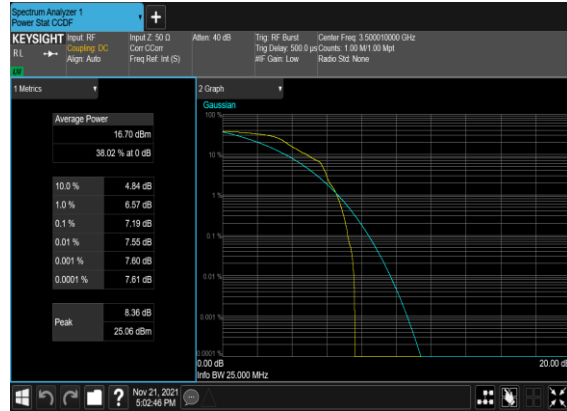 Spectrum Analyzer 1
Power Stat CCDF
KEYSIGHT
RL
Input: RF
Coupling: DC
Align: Auto
Input Z: 50 Ω
Corr CCorr
Freq Ref: Int (S)
Atten: 40 dB
Trig: RF Burst
Trig Delay: 500.0 µs
#IF Gain: Low
Center Freq: 3.500010000 GHz
Counts: 1.00 M/1.00 Mpt
Radio Std: None
1 Metrics
Average Power
16.70 dBm
38.02 % at 0 dB
10.0 % 4.84 dB
1.0 % 6.57 dB
0.1 % 7.19 dB
0.01 % 7.55 dB
0.001 % 7.60 dB
0.0001 % 7.61 dB
Peak
8.36 dB
25.06 dBm
2 Graph
Gaussian
100 %
10 %
1 %
0.1 %
0.01 %
0.001 %
0.0001 %
0.00 dB
20.00 dB
Info BW 25.000 MHz
Nov 21, 2021
5:02:46 PM